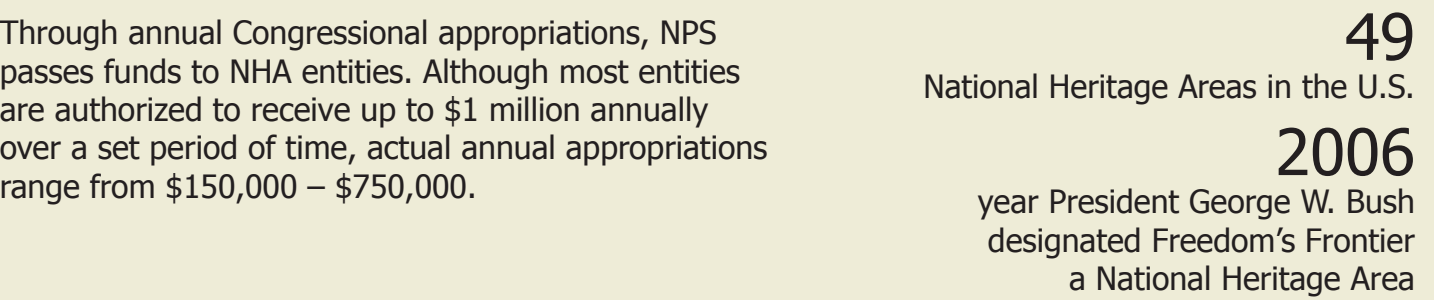 Through annual Congressional appropriations, NPS
passes funds to NHA entities. Although most entities
are authorized to receive up to $1 million annually
over a set period of time, actual annual appropriations
range from $150,000 – $750,000.
49
National Heritage Areas in the U.S.
2006
year President George W. Bush
designated Freedom’s Frontier
a National Heritage Area